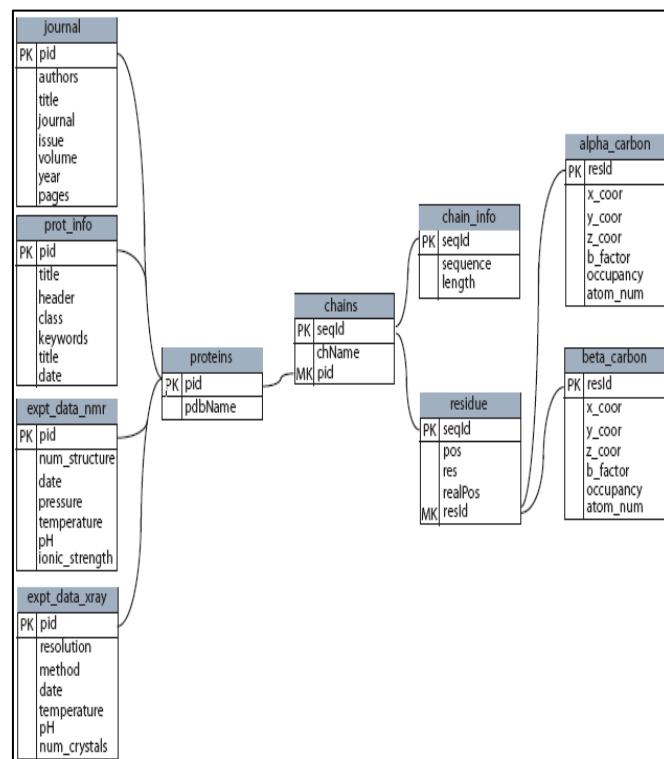 journal
PK pid
authors
title
journal
issue
volume
year
pages
prot_info
PK pid
title
header
class
keywords
title
date
expt_data_nmr
PK pid
num_structure
date
pressure
temperature
pH
ionic_strength
expt_data_xray
PK pid
resolution
method
date
temperature
pH
num_crystals
proteins
PK pid
pdbName
chains
PK seqId
chName
MK pid
chain_info
PK seqId
sequence
length
residue
PK seqId
pos
res
realPos
MK resId
alpha_carbon
PK resId
x_coor
y_coor
z_coor
b_factor
occupancy
atom_num
beta_carbon
PK resId
x_coor
y_coor
z_coor
b_factor
occupancy
atom_num